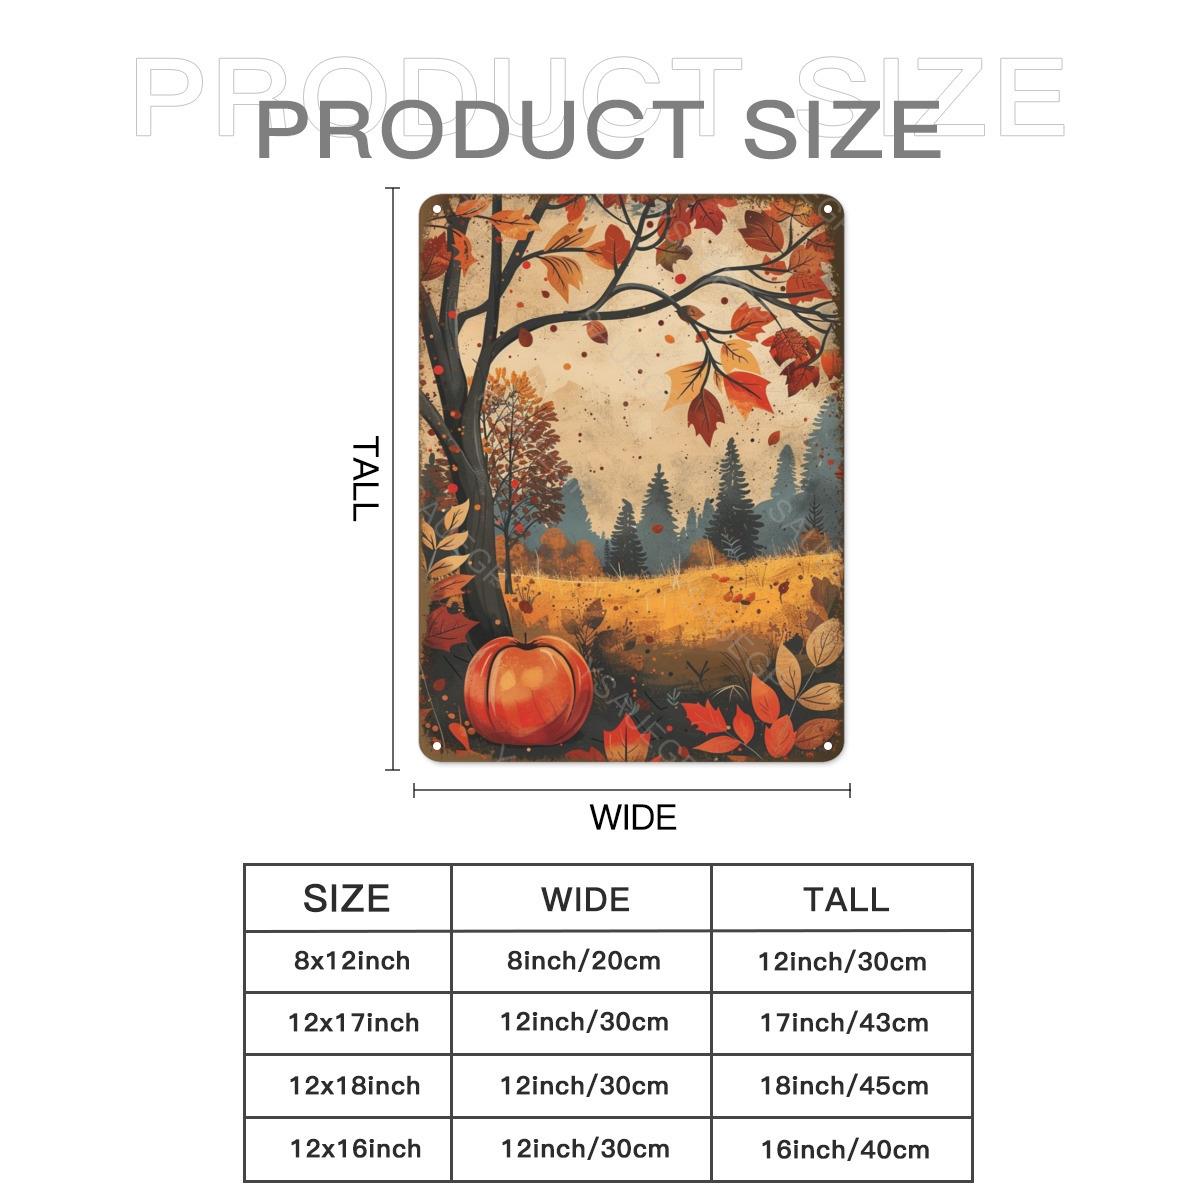 PRODUCT SIZE
PRODUCT SIZE
TALL
WIDE
SIZE WIDE TALL
8x12inch 8inch/20cm 12inch/30cm
12x17inch 12inch/30cm 17inch/43cm
12x18inch 12inch/30cm 18inch/45cm
12x16inch 12inch/30cm 16inch/40cm